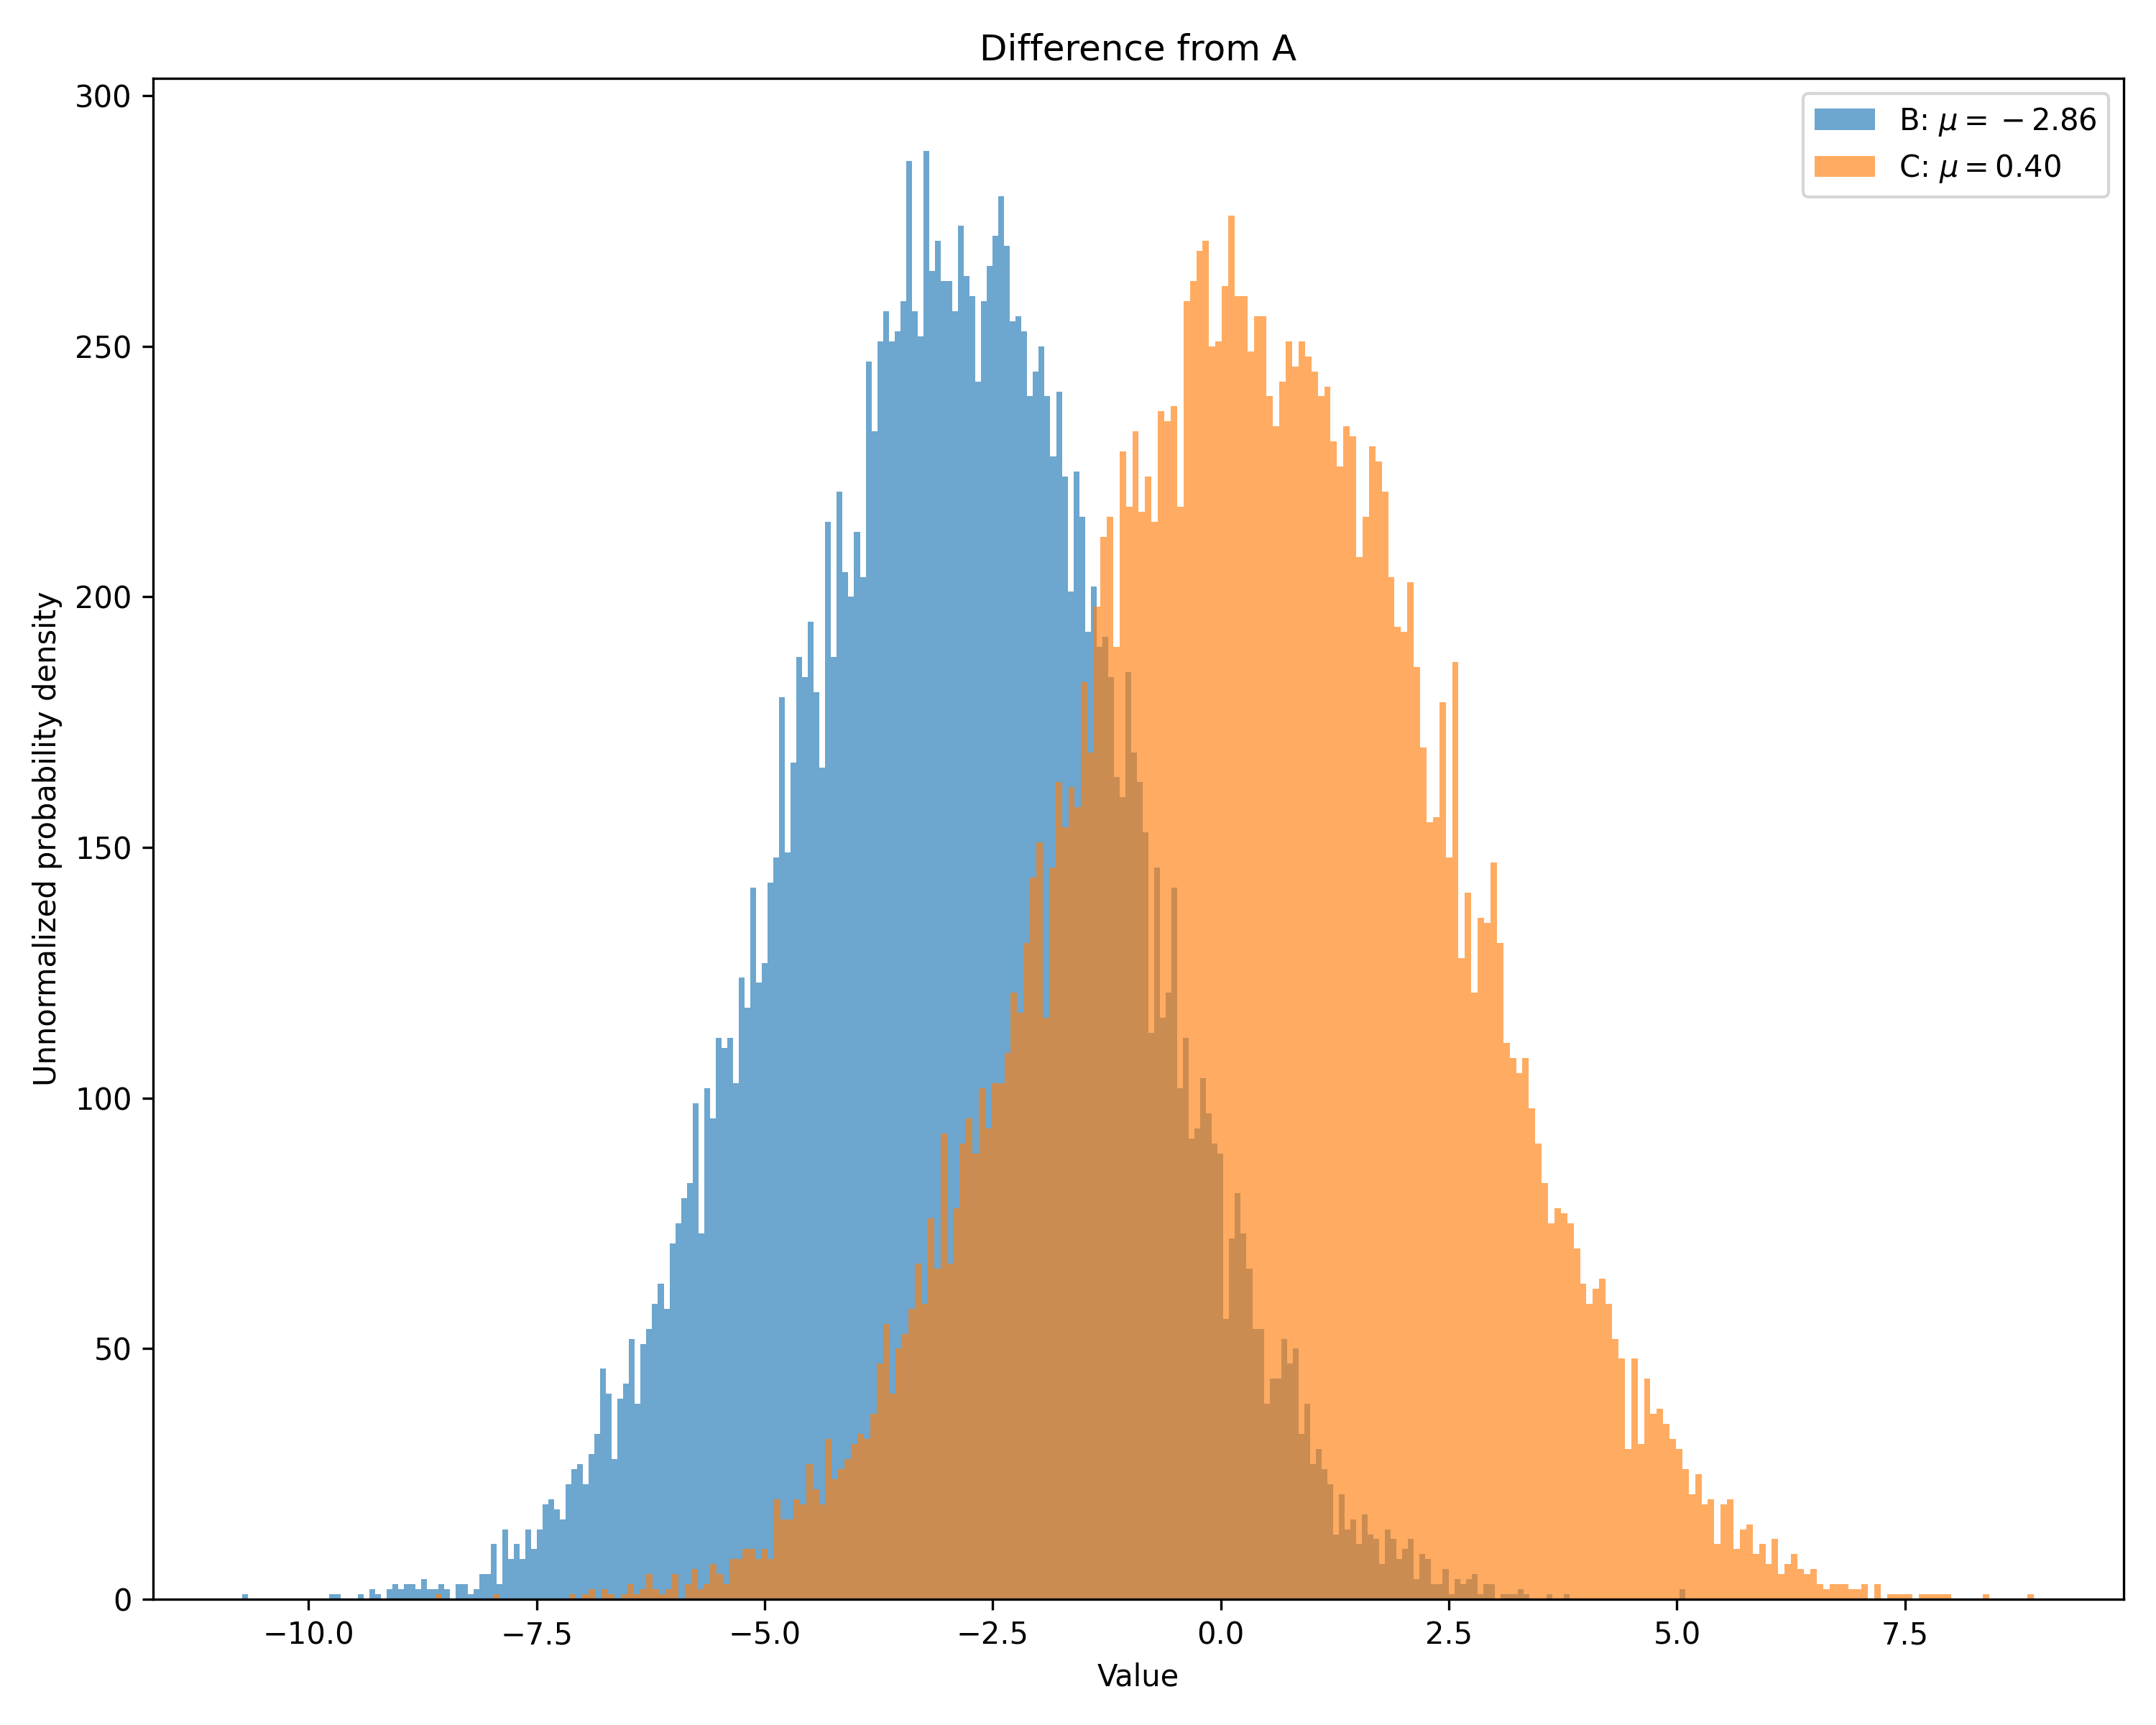 Difference from A
B: μ = −2.86
C: μ = 0.40
Unnormalized probability density
300
250
200
150
100
50
0
−10.0 −7.5 −5.0 −2.5 0.0 2.5 5.0 7.5
Value